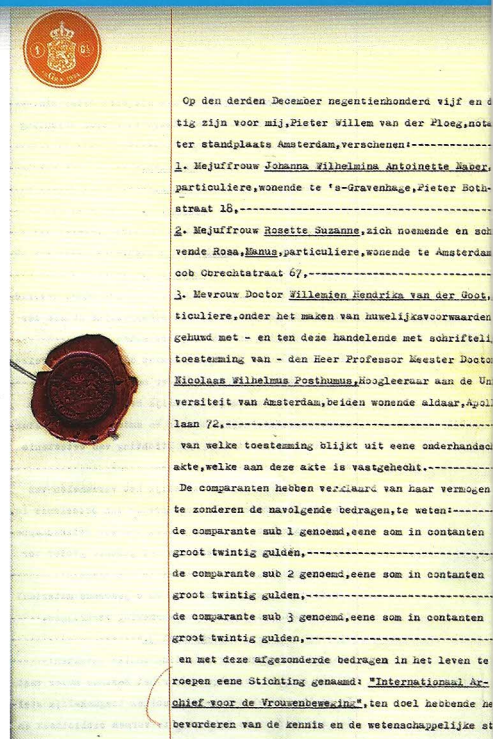 1 GL
'S GRAV. 1934
Op den derden December negentienhonderd vijf en d
tig zijn voor mij,Pieter Willem van der Ploeg,nota
ter standplaats Amsterdam,verschenen:
1. Mejuffrouw Johanna Wilhelmina Antoinette Naber,
particuliere,wonende te 's-Gravenhage,Pieter Both-
straat 18,
2. Mejuffrouw Rosette Suzanne,zich noemende en sch
vende Rosa,Manus,particuliere,wonende te Amsterdam
cob Obrechtstraat 67,
3. Mevrouw Doctor Willemien Hendrika van der Goot,
ticuliere,onder het maken van huwelijksvoorwaarden
gehuwd met - en ten deze handelende met schrifteli
toestemming van - den Heer Professor Meester Docto
Nicolaas Wilhelmus Posthumus,Hoogleeraar aan de Un
versiteit van Amsterdam,beiden wonende aldaar,Apol
laan 72,
van welke toestemming blijkt uit eene onderhandsch
akte,welke aan deze akte is vastgehecht.
De comparanten hebben verklaard van haar vermogen
te zonderen de navolgende bedragen,te weten:
de comparante sub 1 genoemd,eene som in contanten
groot twintig gulden,
de comparante sub 2 genoemd,eene som in contanten
groot twintig gulden,
de comparante sub 3 genoemd,eene som in contanten
groot twintig gulden,
en met deze afgezonderde bedragen in het leven te
roepen eene Stichting genaamd: "Internationaal Ar-
chief voor de Vrouwenbeweging",ten doel hebbende he
bevorderen van de kennis en de wetenschappelijke st